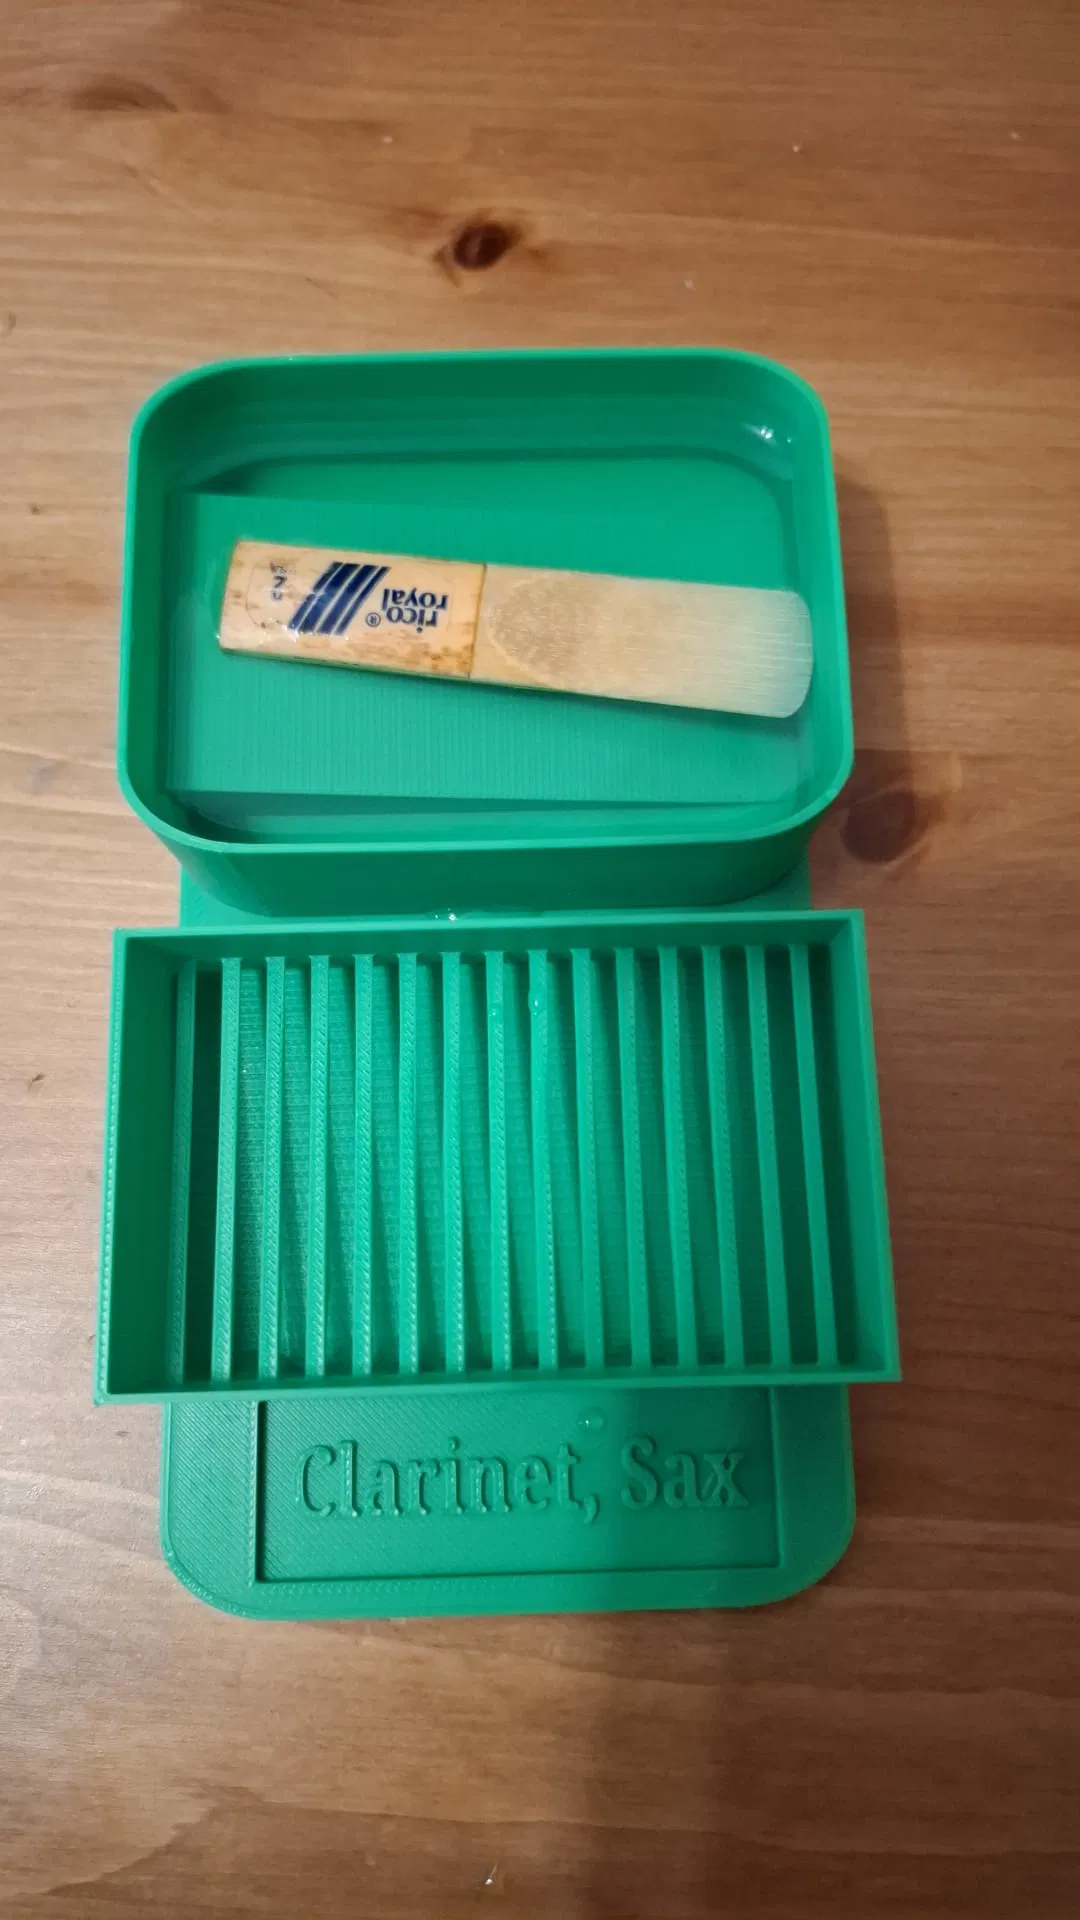 rico
royal®
Clarinet, Sax